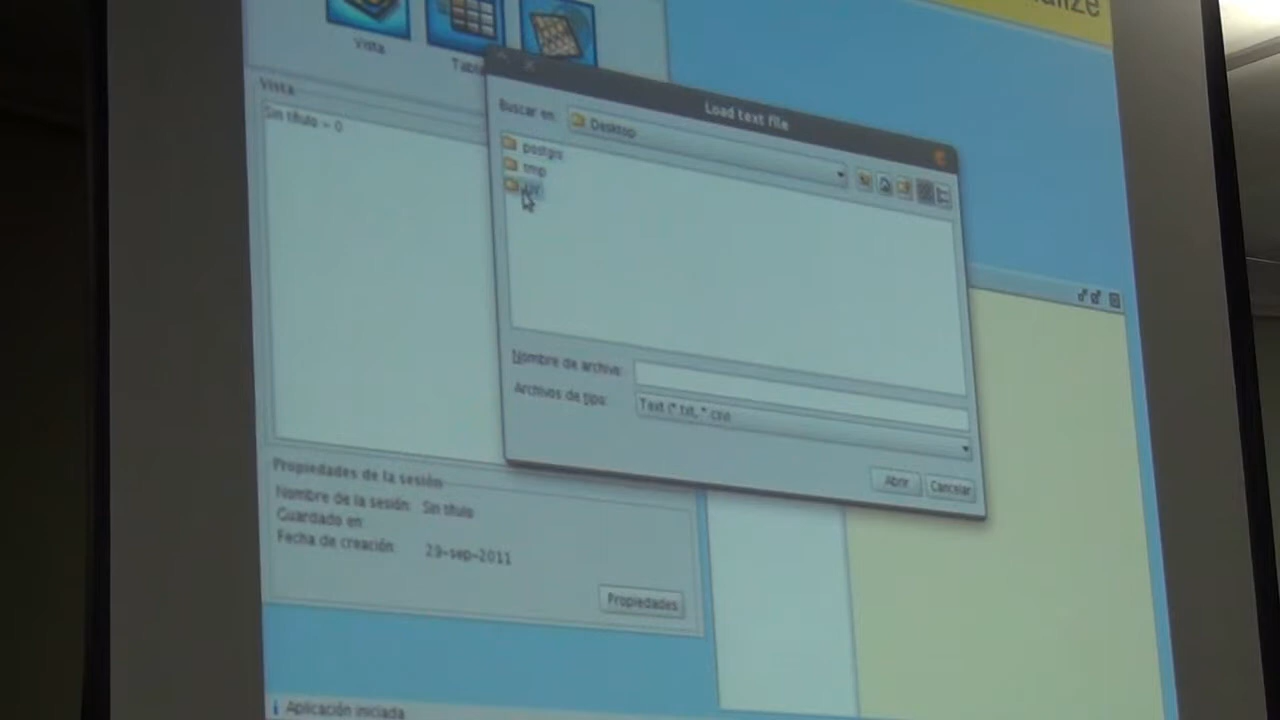 Vista
Vista
Sin título - 0
Load text file
Buscar en:
Desktop
postgis
tmp
Nombre de archivo:
Archivos de tipo:
Text (*.txt, *.csv)
Abrir
Cancelar
Propiedades de la sesión
Nombre de la sesión: Sin título
Guardado en:
Fecha de creación: 23-sep-2011
Propiedades
Aplicación iniciada